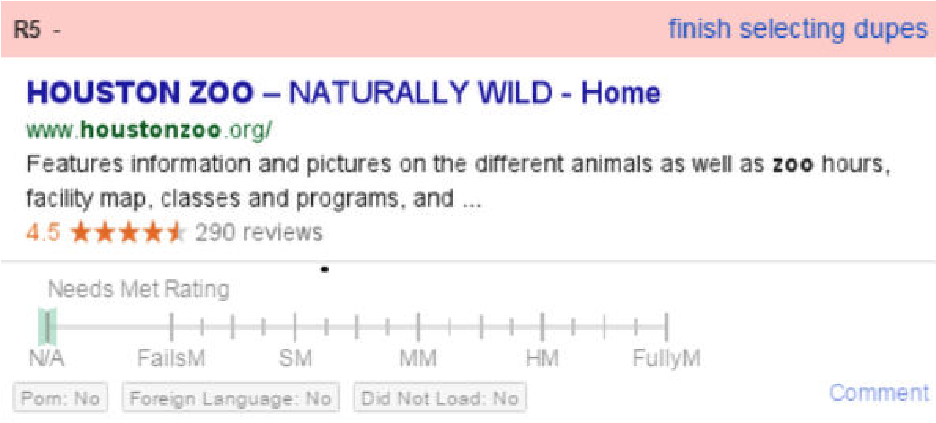 R5 - finish selecting dupes
HOUSTON ZOO – NATURALLY WILD - Home
www.houstonzoo.org/
Features information and pictures on the different animals as well as zoo hours,
facility map, classes and programs, and ...
4.5 290 reviews
Needs Met Rating
N/A FailsM SM MM HM FullyM
Porn: No Foreign Language: No Did Not Load: No Comment